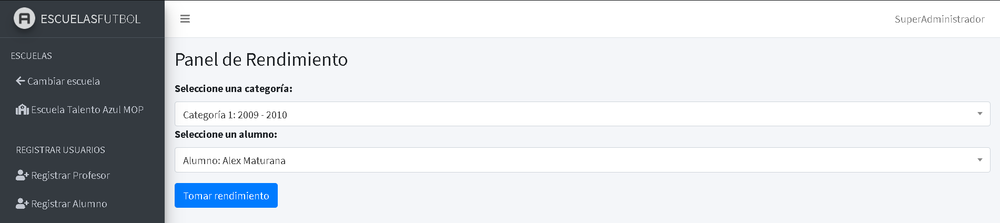 ESCUELASFUTBOL
SuperAdministrador
ESCUELAS
Cambiar escuela
Escuela Talento Azul MOP
REGISTRAR USUARIOS
Registrar Profesor
Registrar Alumno
Panel de Rendimiento
Seleccione una categoría:
Categoría 1: 2009 - 2010
Seleccione un alumno:
Alumno: Alex Maturana
Tomar rendimiento